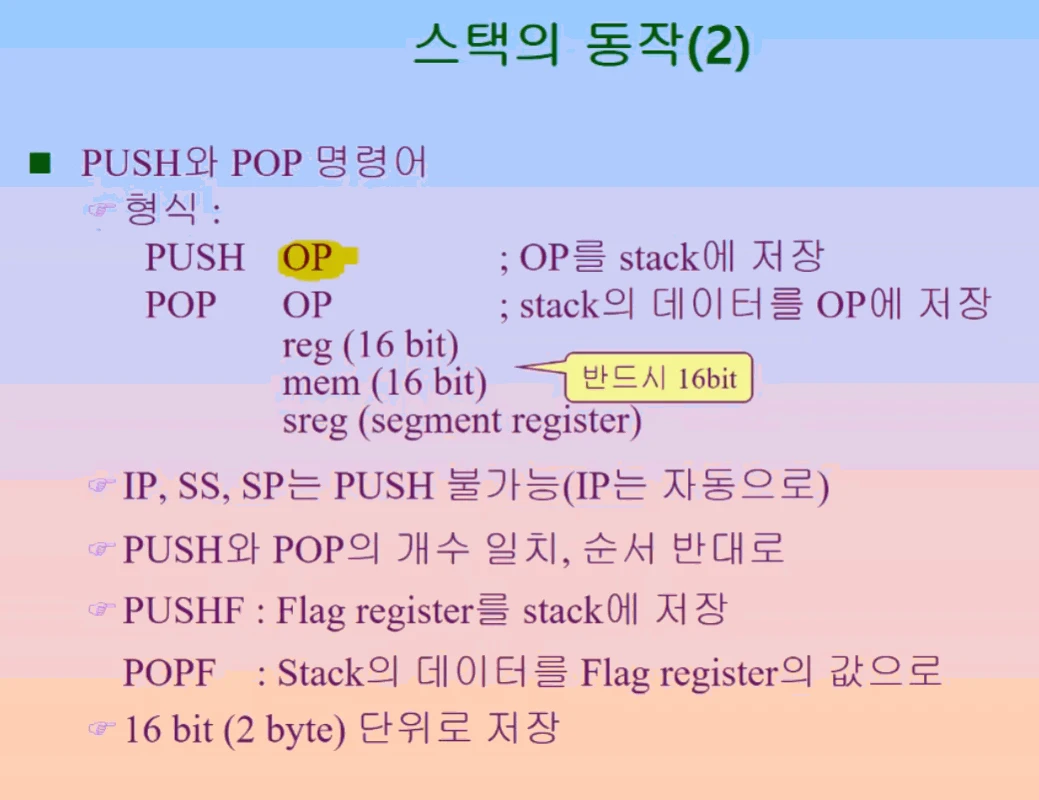 스택의 동작(2)
■ PUSH와 POP 명령어
☞ 형식 :
PUSH OP ; OP를 stack에 저장
POP OP ; stack의 데이터를 OP에 저장
reg (16 bit)
mem (16 bit)
반드시 16bit
sreg (segment register)
☞ IP, SS, SP는 PUSH 불가능(IP는 자동으로)
☞ PUSH와 POP의 개수 일치, 순서 반대로
☞ PUSHF : Flag register를 stack에 저장
POPF : Stack의 데이터를 Flag register의 값으로
☞ 16 bit (2 byte) 단위로 저장